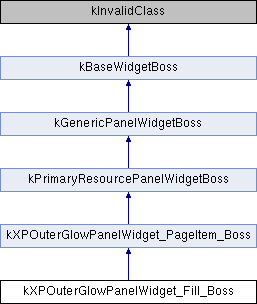 kInvalidClass
kBaseWidgetBoss
kGenericPanelWidgetBoss
kPrimaryResourcePanelWidgetBoss
kXPOuterGlowPanelWidget_PageItem_Boss
kXPOuterGlowPanelWidget_Fill_Boss